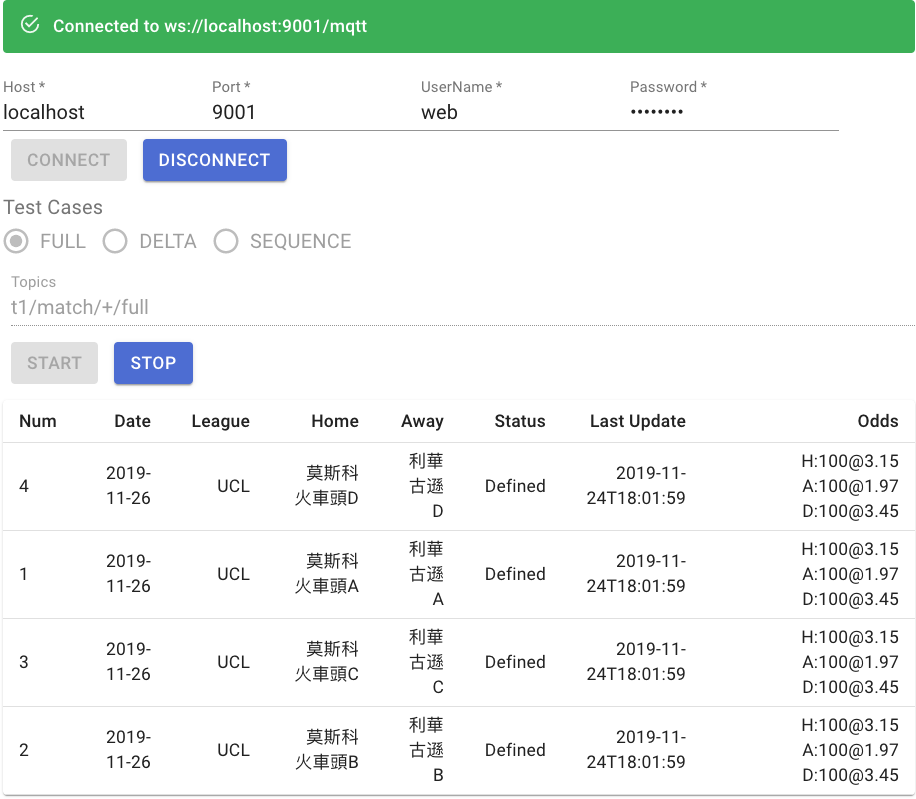 Connected to ws://localhost:9001/mqtt
Host * Port * UserName * Password *
localhost 9001 web ••••••••
CONNECT DISCONNECT
Test Cases
FULL DELTA SEQUENCE
Topics
t1/match/+/full
START STOP
Num Date League Home Away Status Last Update Odds
4 2019-11-26 UCL 莫斯科火車頭D 利華古遜D Defined 2019-11-24T18:01:59 H:100@3.15 A:100@1.97 D:100@3.45
1 2019-11-26 UCL 莫斯科火車頭A 利華古遜A Defined 2019-11-24T18:01:59 H:100@3.15 A:100@1.97 D:100@3.45
3 2019-11-26 UCL 莫斯科火車頭C 利華古遜C Defined 2019-11-24T18:01:59 H:100@3.15 A:100@1.97 D:100@3.45
2 2019-11-26 UCL 莫斯科火車頭B 利華古遜B Defined 2019-11-24T18:01:59 H:100@3.15 A:100@1.97 D:100@3.45